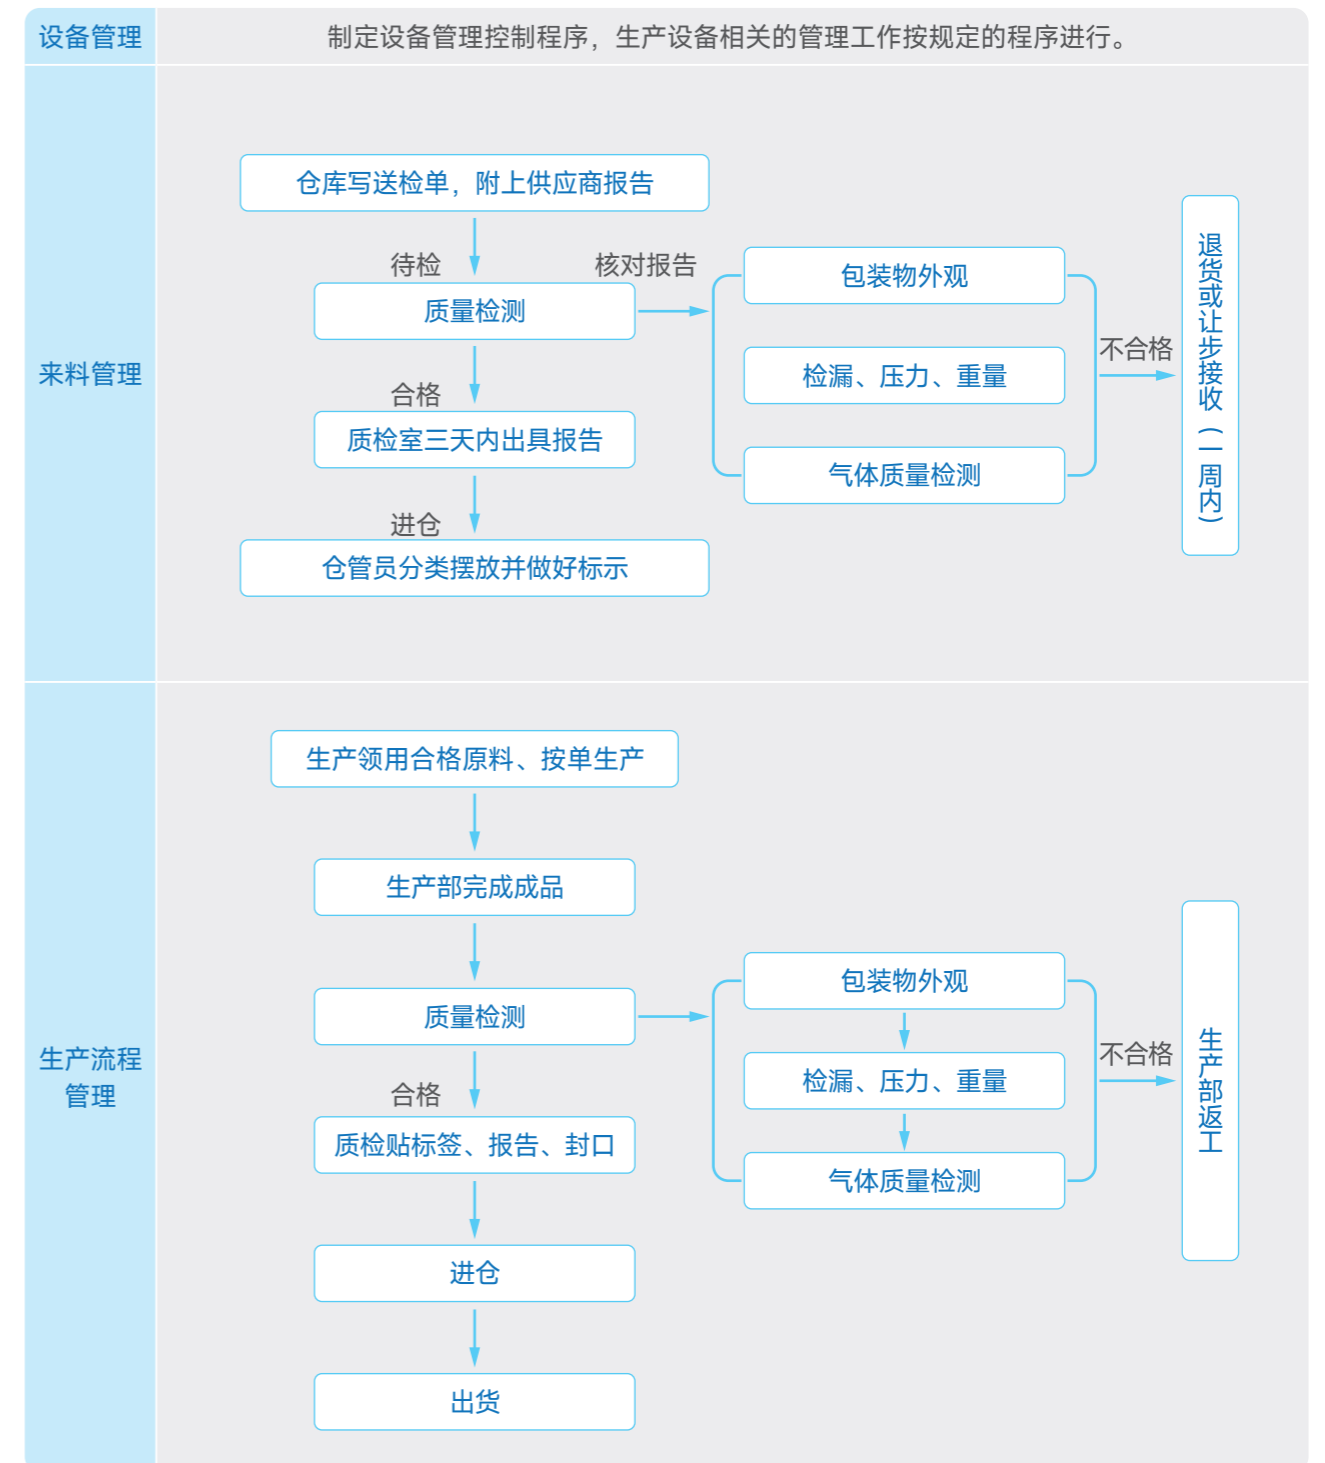 设备管理
制定设备管理控制程序，生产设备相关的管理工作按规定的程序进行。
来料管理
仓库写送检单，附上供应商报告
待检
核对报告
质量检测
合格
质检室三天内出具报告
进仓
仓管员分类摆放并做好标示
包装物外观
检漏、压力、重量
气体质量检测
不合格
退货或让步接收（一周内）
生产流程
管理
生产领用合格原料、按单生产
生产部完成成品
质量检测
合格
质检贴标签、报告、封口
进仓
出货
包装物外观
检漏、压力、重量
气体质量检测
不合格
生产部返工